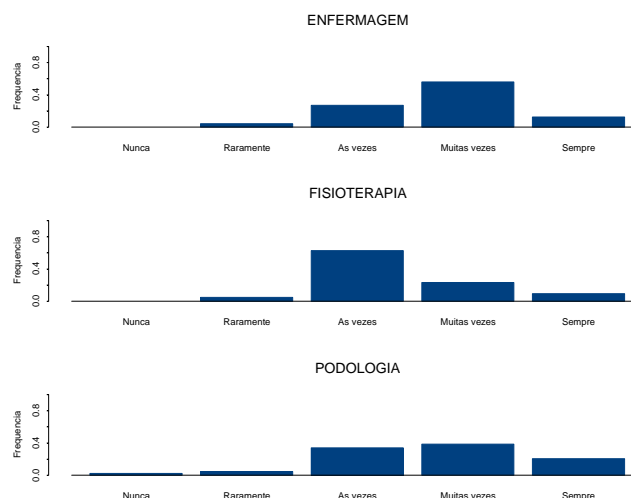 ENFERMAGEM
Frequencia
0.8
0.4
0.0
Nunca Raramente As vezes Muitas vezes Sempre
FISIOTERAPIA
Frequencia
0.8
0.4
0.0
Nunca Raramente As vezes Muitas vezes Sempre
PODOLOGIA
Frequencia
0.8
0.4
0.0
Nunca Raramente As vezes Muitas vezes Sempre